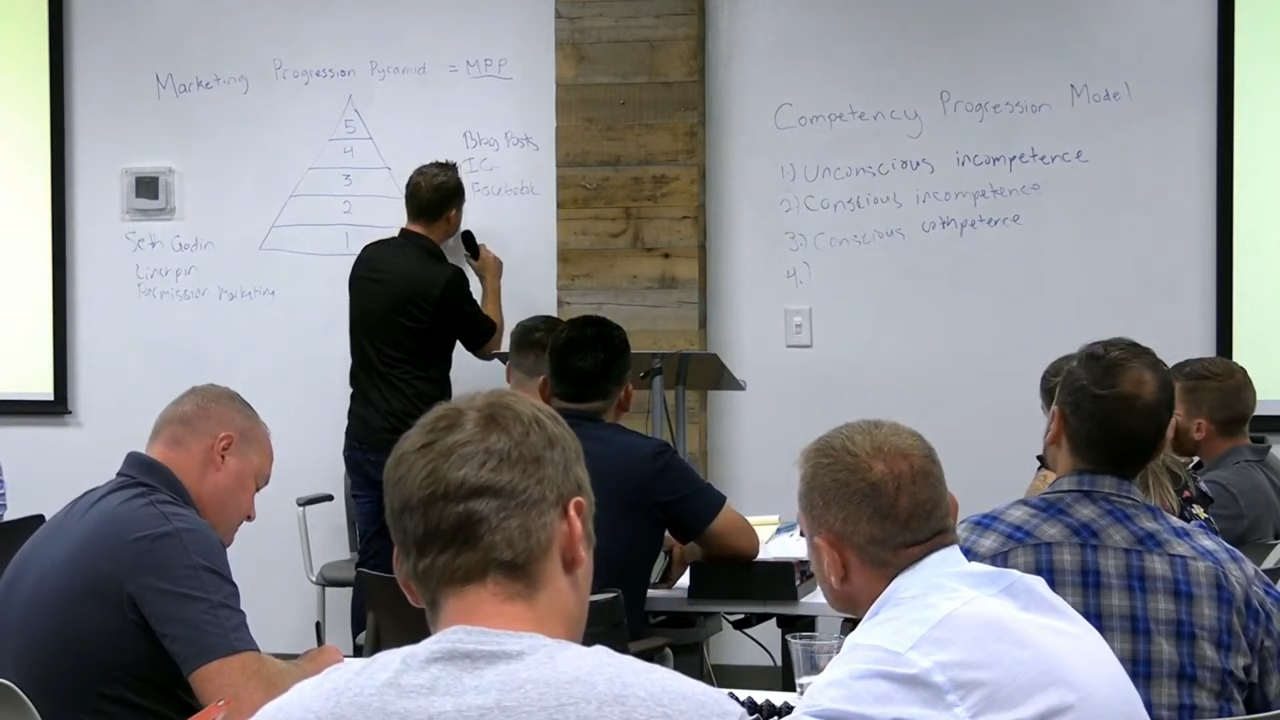 Marketing Progression Pyramid = MPP
5
4
3
2
1
Blog Posts
IG
Facebook
Seth Godin
Linchpin
Permission Marketing
Competency Progression Model
1.) Unconscious incompetence
2.) Conscious incompetence
3.) Conscious competence
4.)